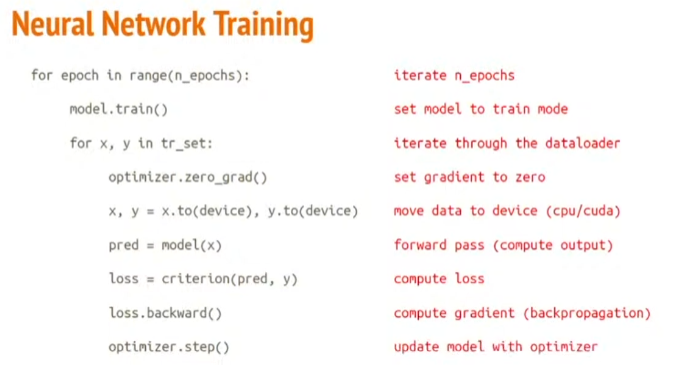 Neural Network Training
for epoch in range(n_epochs): iterate n_epochs
model.train() set model to train mode
for x, y in tr_set: iterate through the dataloader
optimizer.zero_grad() set gradient to zero
x, y = x.to(device), y.to(device) move data to device (cpu/cuda)
pred = model(x) forward pass (compute output)
loss = criterion(pred, y) compute loss
loss.backward() compute gradient (backpropagation)
optimizer.step() update model with optimizer